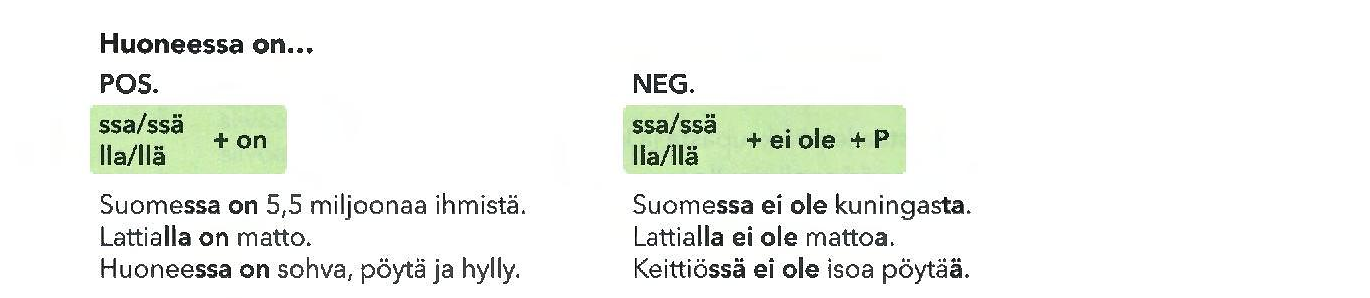 Huoneessa on...
POS.
ssa/ssä
lla/llä
+ on
Suomessa on 5,5 miljoonaa ihmistä.
Lattialla on matto.
Huoneessa on sohva, pöytä ja hylly.
NEG.
ssa/ssä
lla/llä
+ ei ole + P
Suomessa ei ole kuningasta.
Lattialla ei ole mattoa.
Keittiössä ei ole isoa pöytää.